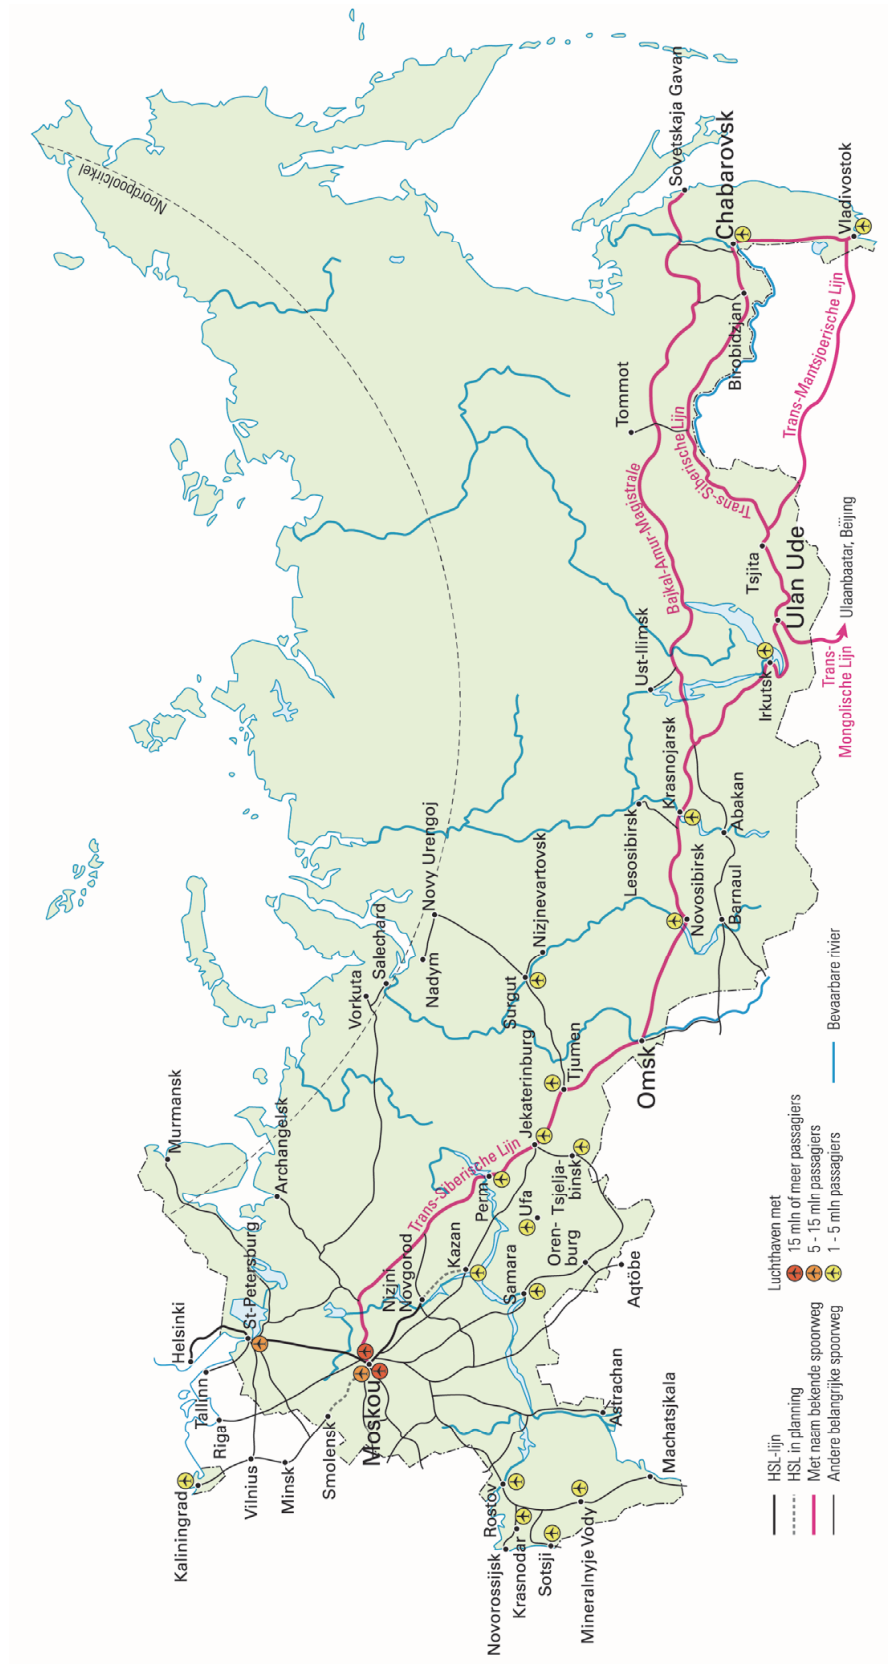 Noordpoolcirkel
Murmansk
Archangelsk
Vorkuta
Salechard
Nadym
Novy Urengoj
Nizjnevartovsk
Surgut
Helsinki
Tallinn
Riga
St-Petersburg
Kaliningrad
Vilnius
Minsk
Smolensk
Moskou
Nizjni
Novgorod
Kazan
Trans-Siberische Lijn
Perm
Jekaterinburg
Tjumen
Ufa
Tsjelja-
binsk
Samara
Oren-
burg
Aqtöbe
Omsk
Astrachan
Machatsjkala
Rostov
Novorossijsk
Krasnodar
Sotsji
Mineralnyje Vody
Lesosibirsk
Krasnojarsk
Novosibirsk
Barnaul
Abakan
Ust-Ilimsk
Irkutsk
Bajkal-Amur-Magistrale
Ulan Ude
Tsjita
Trans-
Mongolische Lijn
Ulaanbaatar, Beijing
Tommot
Trans-Siberische Lijn
Trans-Mantsjoerische Lijn
Birobidzjan
Chabarovsk
Sovetskaja Gavan
Vladivostok
HSL-lijn
HSL in planning
Met naam bekende spoorweg
Andere belangrijke spoorweg
Luchthaven met
15 mln of meer passagiers
5 - 15 mln passagiers
1 - 5 mln passagiers
Bevaarbare rivier